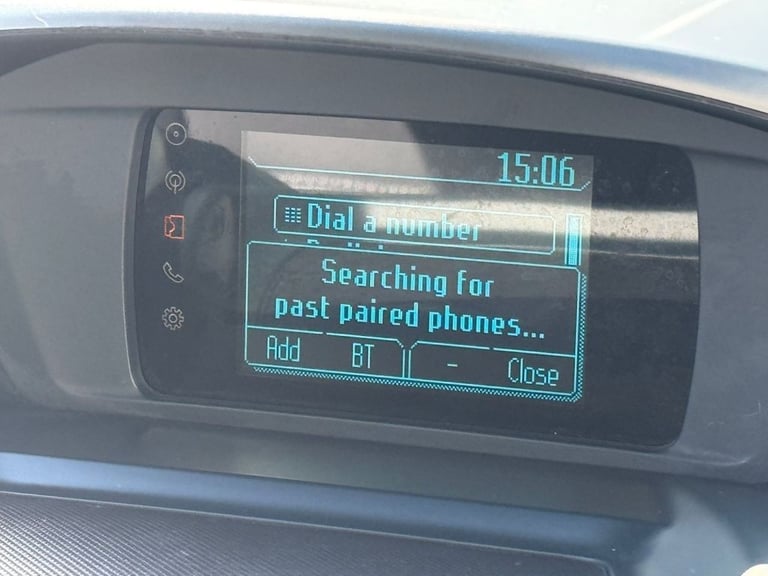 15:06
Dial a number
Searching for
past paired phones...
Add BT - Close